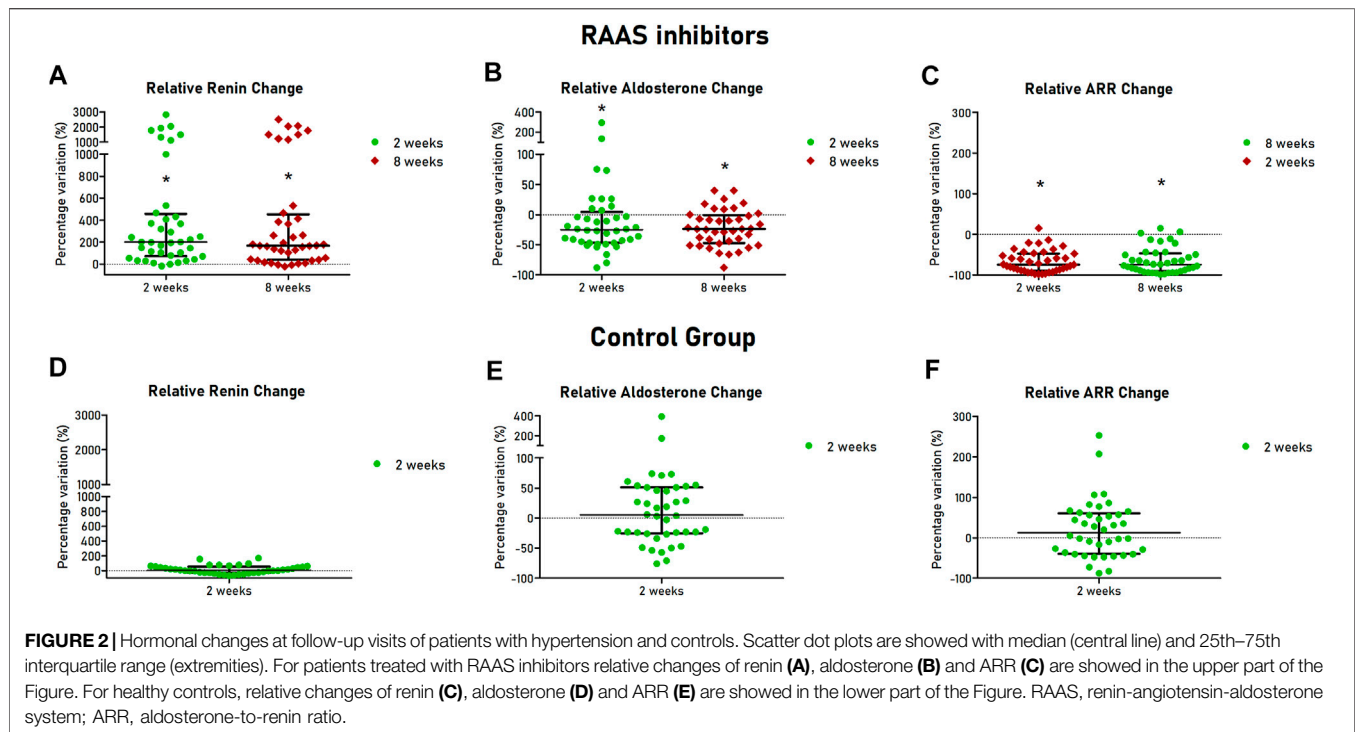 RAAS inhibitors
A
Relative Renin Change
Percentage variation (%)
3000
2000
1000
1000
800
600
400
200
0
2 weeks
8 weeks
*
*
2 weeks
8 weeks
B
Relative Aldosterone Change
Percentage variation (%)
400
200
100
50
0
-50
-100
2 weeks
8 weeks
*
*
2 weeks
8 weeks
C
Relative ARR Change
Percentage variation (%)
300
200
100
0
-100
2 weeks
8 weeks
*
*
8 weeks
2 weeks
Control Group
D
Relative Renin Change
Percentage variation (%)
3000
2000
1000
1000
800
600
400
200
0
2 weeks
2 weeks
E
Relative Aldosterone Change
Percentage variation (%)
400
200
100
50
0
-50
-100
2 weeks
2 weeks
F
Relative ARR Change
Percentage variation (%)
300
200
100
0
-100
2 weeks
2 weeks
FIGURE 2 | Hormonal changes at follow-up visits of patients with hypertension and controls. Scatter dot plots are showed with median (central line) and 25th–75th
interquartile range (extremities). For patients treated with RAAS inhibitors relative changes of renin (A), aldosterone (B) and ARR (C) are showed in the upper part of the
Figure. For healthy controls, relative changes of renin (C), aldosterone (D) and ARR (E) are showed in the lower part of the Figure. RAAS, renin-angiotensin-aldosterone
system; ARR, aldosterone-to-renin ratio.